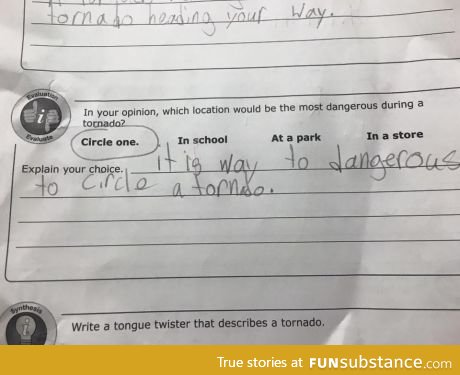 tornado heading your way.
Evaluation
i
Evaluate
In your opinion, which location would be the most dangerous during a
tornado?
Circle one. In school At a park In a store
Explain your choice. It is way to dangerous
to circle a tornado.
Synthesis
Write a tongue twister that describes a tornado.
True stories at FUNsubstance.com